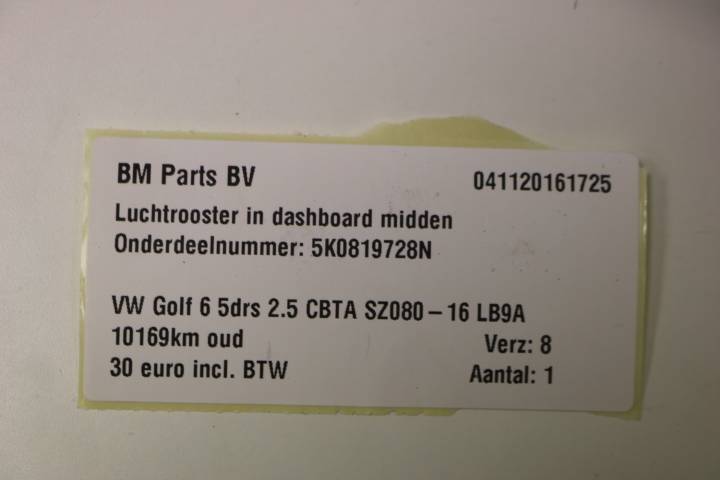 BM Parts BV 041120161725
Luchtrooster in dashboard midden
Onderdeelnummer: 5K0819728N
VW Golf 6 5drs 2.5 CBTA SZ080-16 LB9A
10169km oud Verz: 8
30 euro incl. BTW Aantal: 1